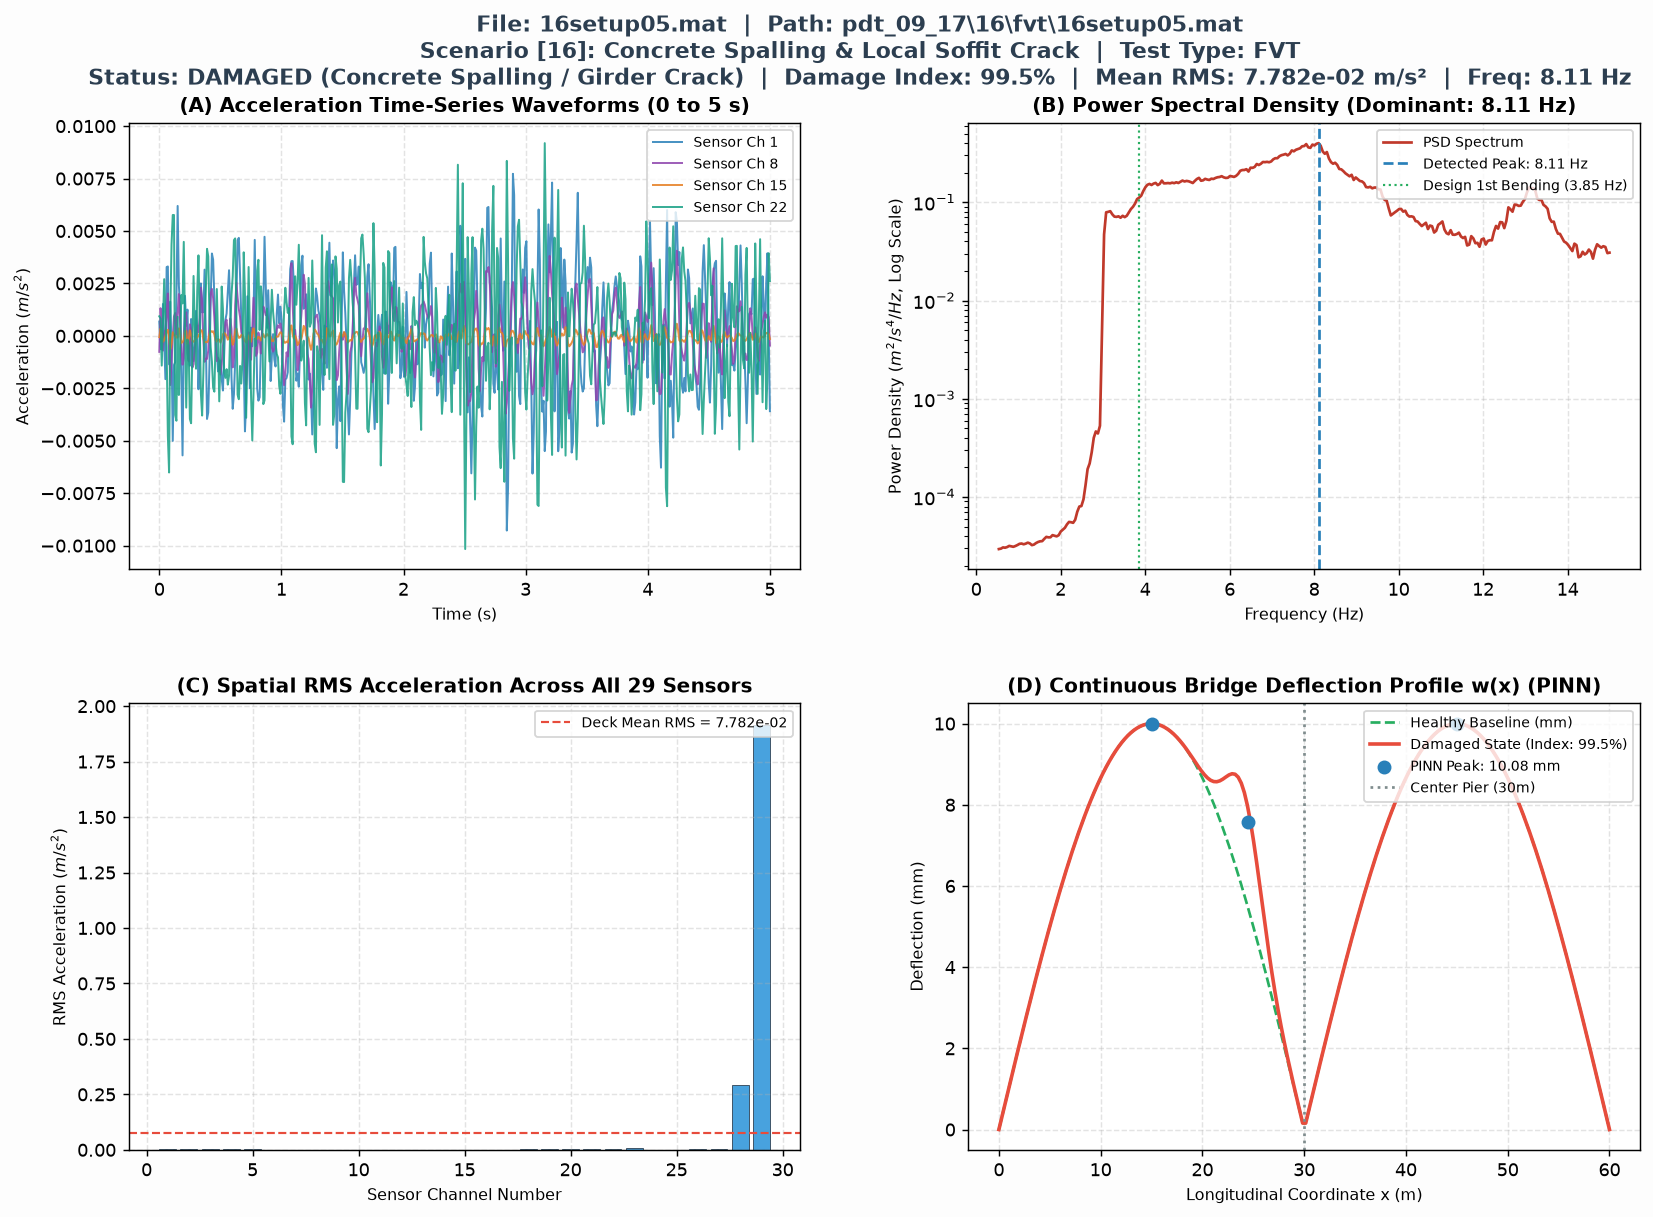 File: 16setup05.mat | Path: pdt_09_17\16\fvt\16setup05.mat
Scenario [16]: Concrete Spalling & Local Soffit Crack | Test Type: FVT
Status: DAMAGED (Concrete Spalling / Girder Crack) | Damage Index: 99.5% | Mean RMS: 7.782e-02 m/s² | Freq: 8.11 Hz
(A) Acceleration Time-Series Waveforms (0 to 5 s)
Sensor Ch 1
Sensor Ch 8
Sensor Ch 15
Sensor Ch 22
0.0100
0.0075
0.0050
0.0025
0.0000
−0.0025
−0.0050
−0.0075
−0.0100
Acceleration (m/s²)
0 1 2 3 4 5
Time (s)
(B) Power Spectral Density (Dominant: 8.11 Hz)
PSD Spectrum
Detected Peak: 8.11 Hz
Design 1st Bending (3.85 Hz)
10⁻¹
10⁻²
10⁻³
10⁻⁴
Power Density (m²/s⁴/Hz, Log Scale)
0 2 4 6 8 10 12 14
Frequency (Hz)
(C) Spatial RMS Acceleration Across All 29 Sensors
Deck Mean RMS = 7.782e-02
2.00
1.75
1.50
1.25
1.00
0.75
0.50
0.25
0.00
RMS Acceleration (m/s²)
0 5 10 15 20 25 30
Sensor Channel Number
(D) Continuous Bridge Deflection Profile w(x) (PINN)
Healthy Baseline (mm)
Damaged State (Index: 99.5%)
PINN Peak: 10.08 mm
Center Pier (30m)
10
8
6
4
2
0
Deflection (mm)
0 10 20 30 40 50 60
Longitudinal Coordinate x (m)